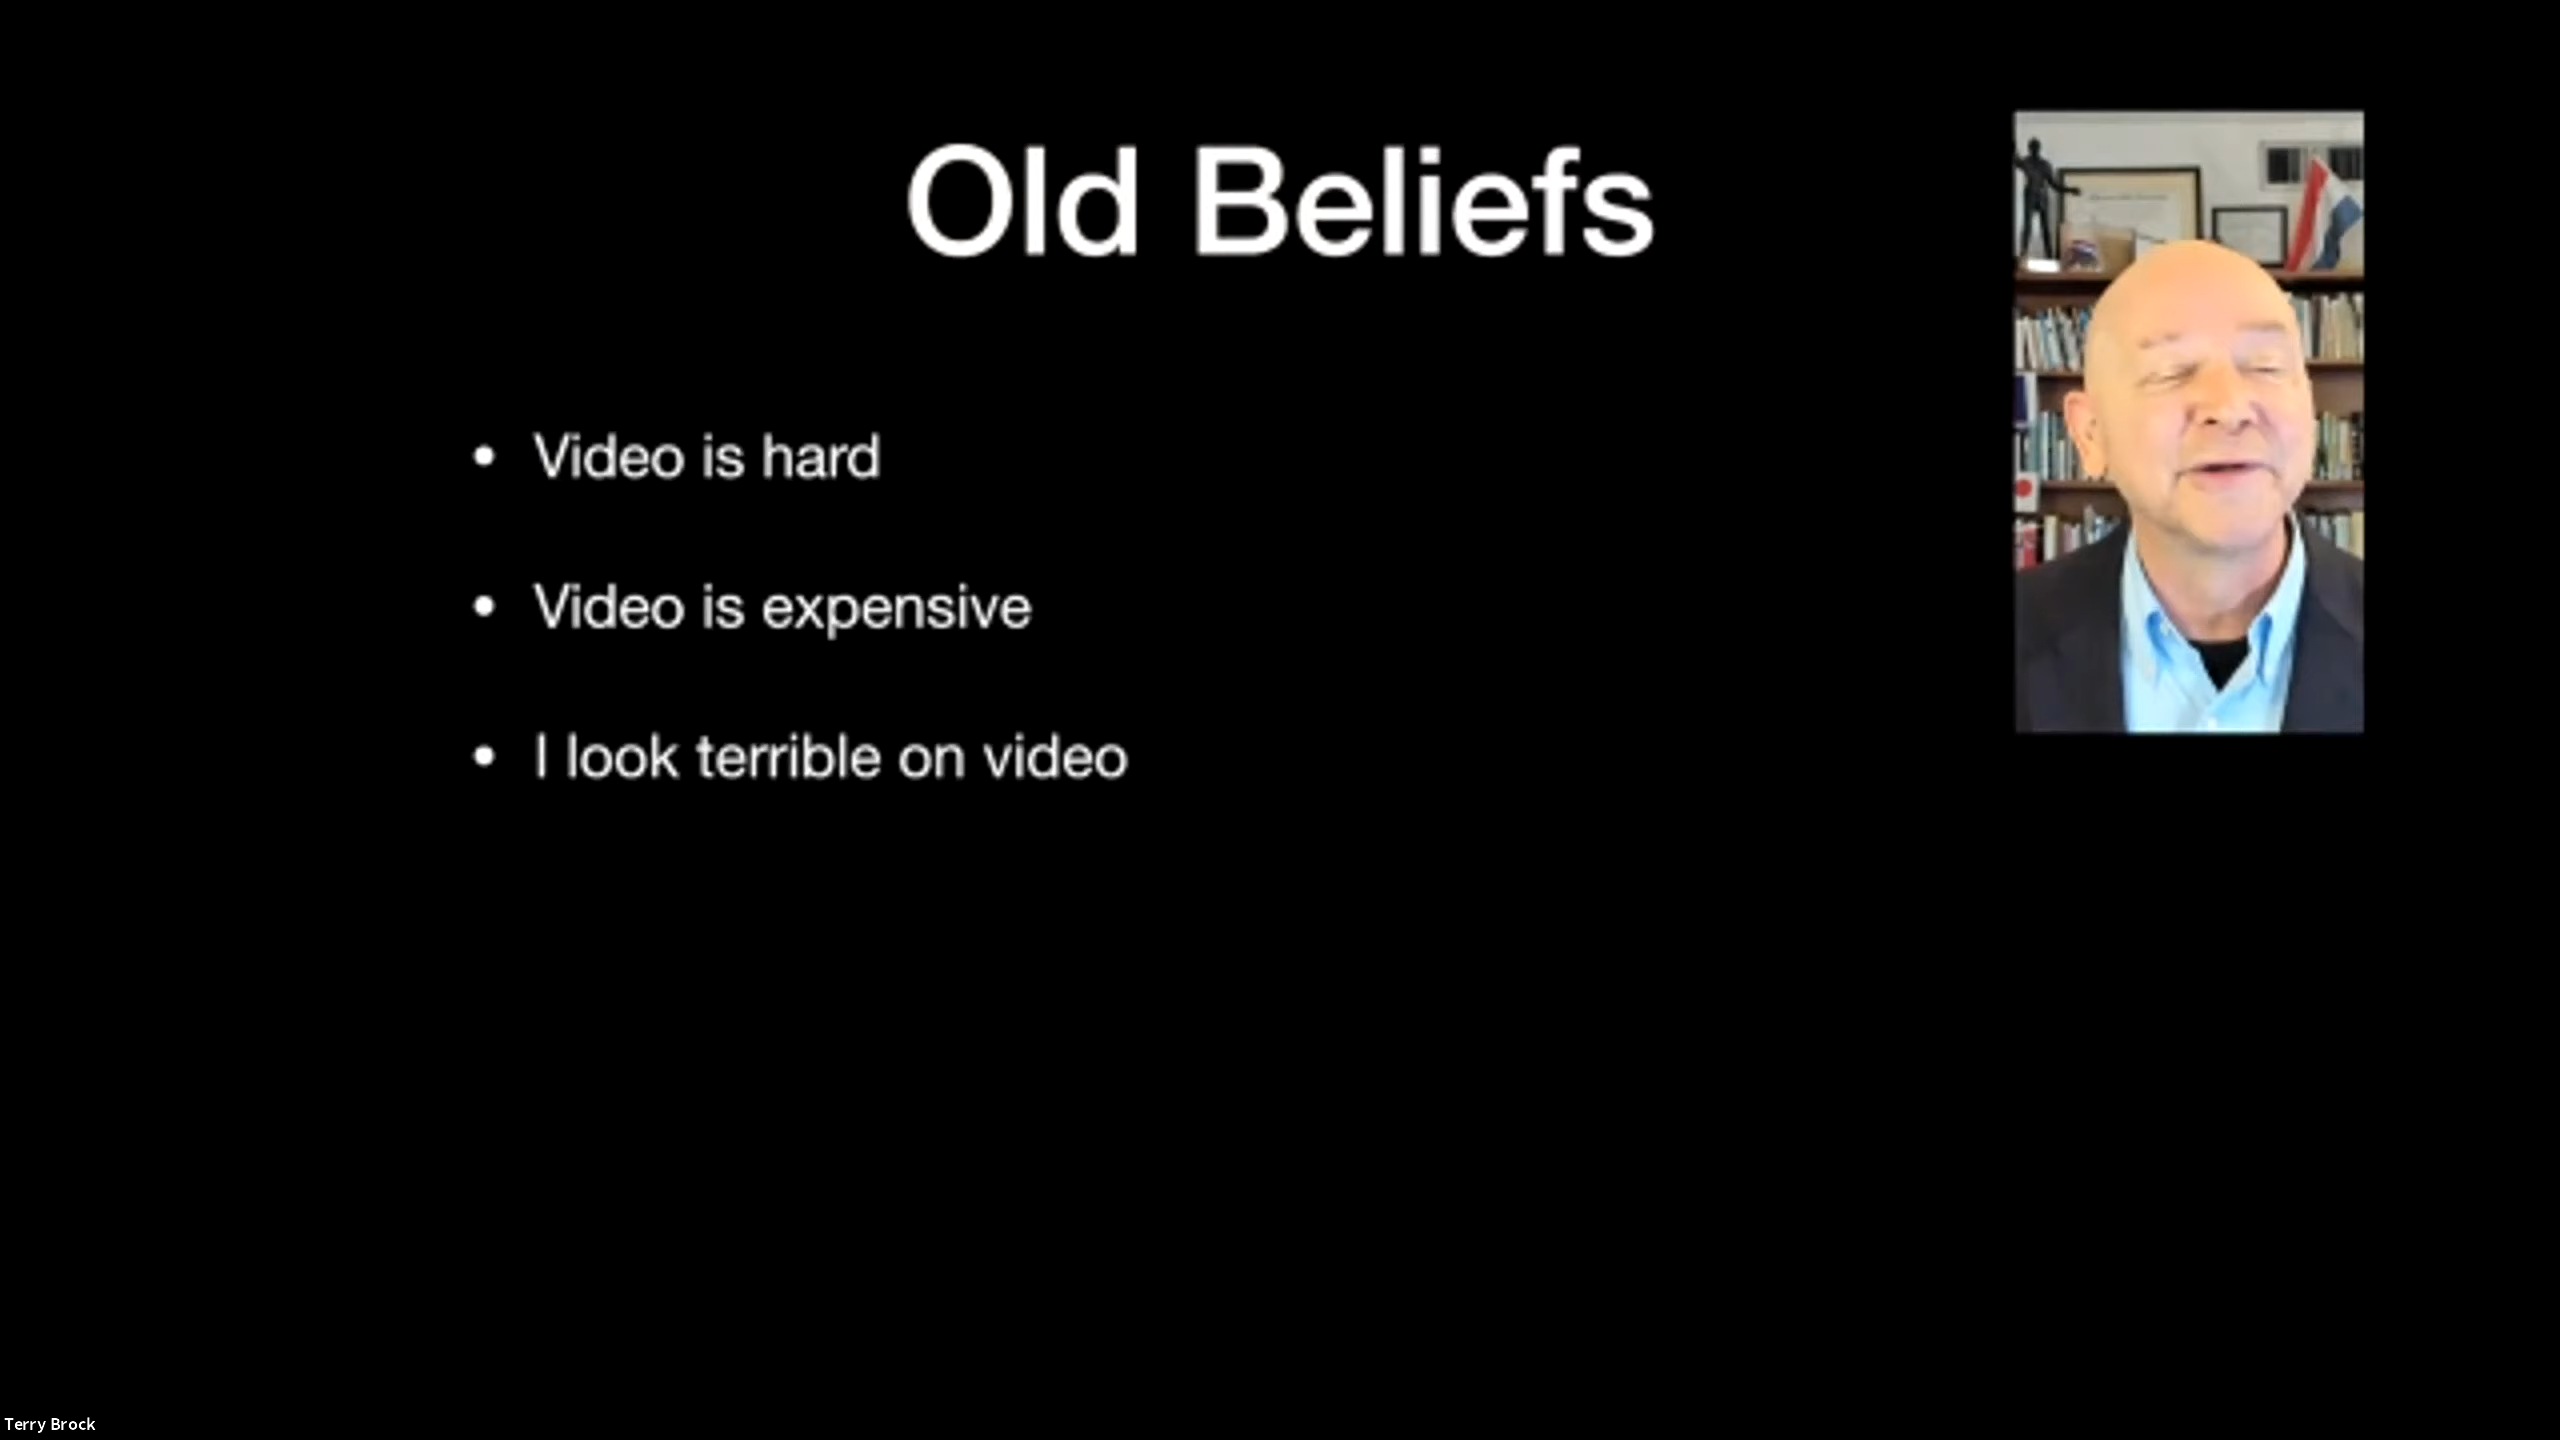 Old Beliefs
• Video is hard
• Video is expensive
• I look terrible on video
Terry Brock